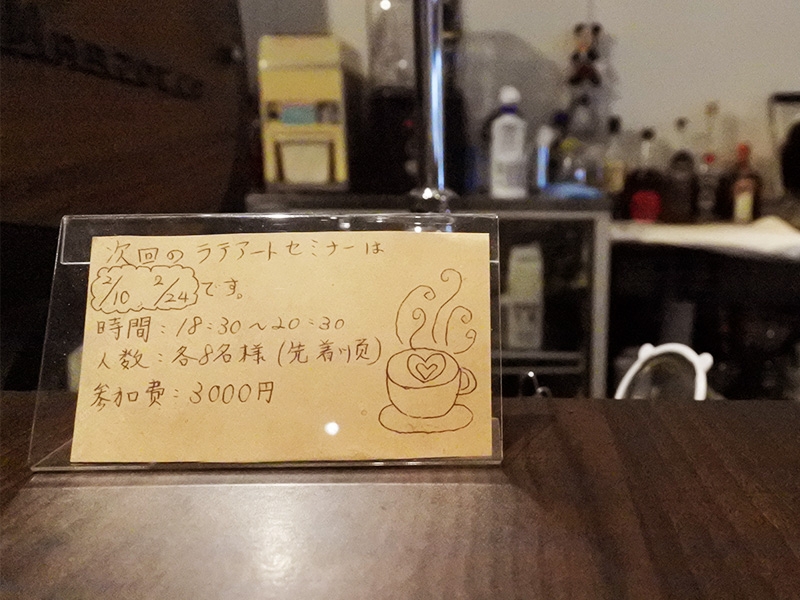 次回のラテアートセミナーは
2/10、2/24です。
時間：18：30～20：30
人数：各8名様（先着順）
参加費：3000円